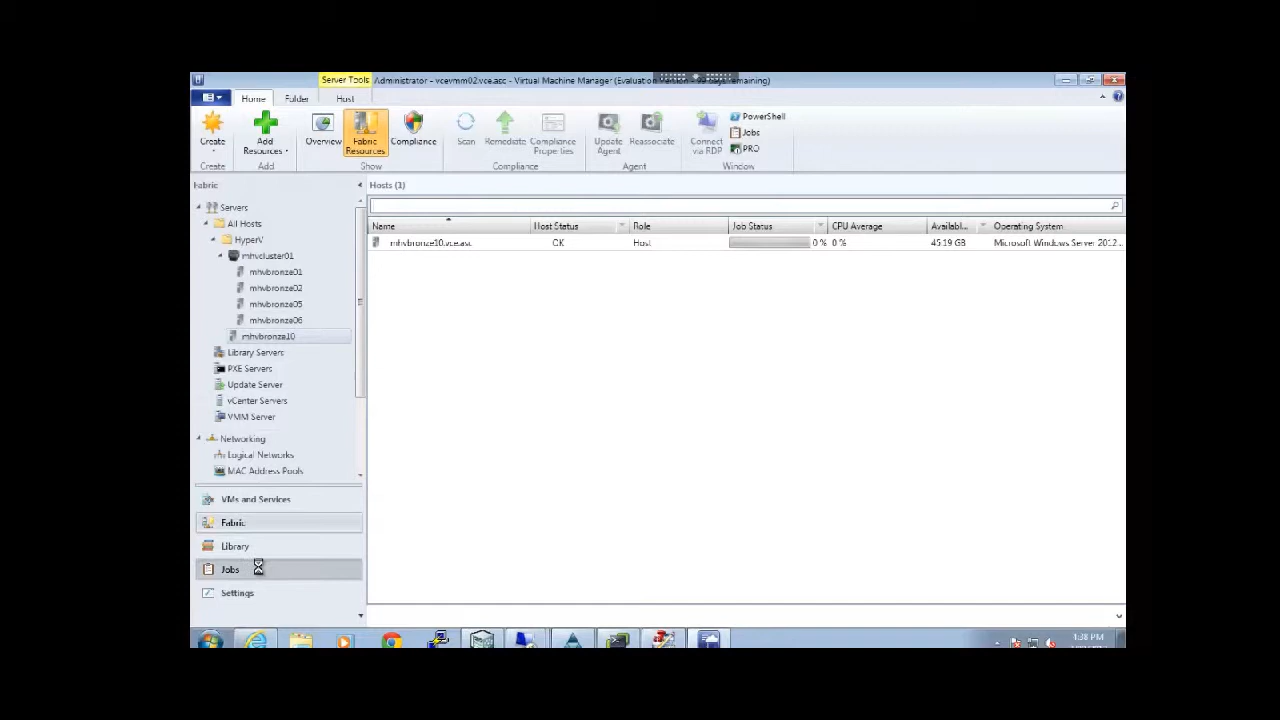 Server Tools Administrator - vcevmm02.vce.asc - Virtual Machine Manager (Evaluation remaining)
Home Folder Host
Create
Add Resources
Overview
Fabric Resources
Compliance
Scan
Remediate
Compliance Properties
Update Agent
Reassociate
Connect via RDP
PowerShell
Jobs
PRO
Create Add Show Compliance Agent Window
Fabric
Hosts (1)
Servers
All Hosts
HyperV
mhvcluster01
mhvbronze01
mhvbronze02
mhvbronze05
mhvbronze06
mhvbronze10
Library Servers
PXE Servers
Update Server
vCenter Servers
VMM Server
Networking
Logical Networks
MAC Address Pools
Name Host Status Role Job Status CPU Average Availabl... Operating System
mhvbronze10.vce.asc OK Host 0 % 0 % 45.19 GB Microsoft Windows Server 2012...
VMs and Services
Fabric
Library
Jobs
Settings
4:38 PM